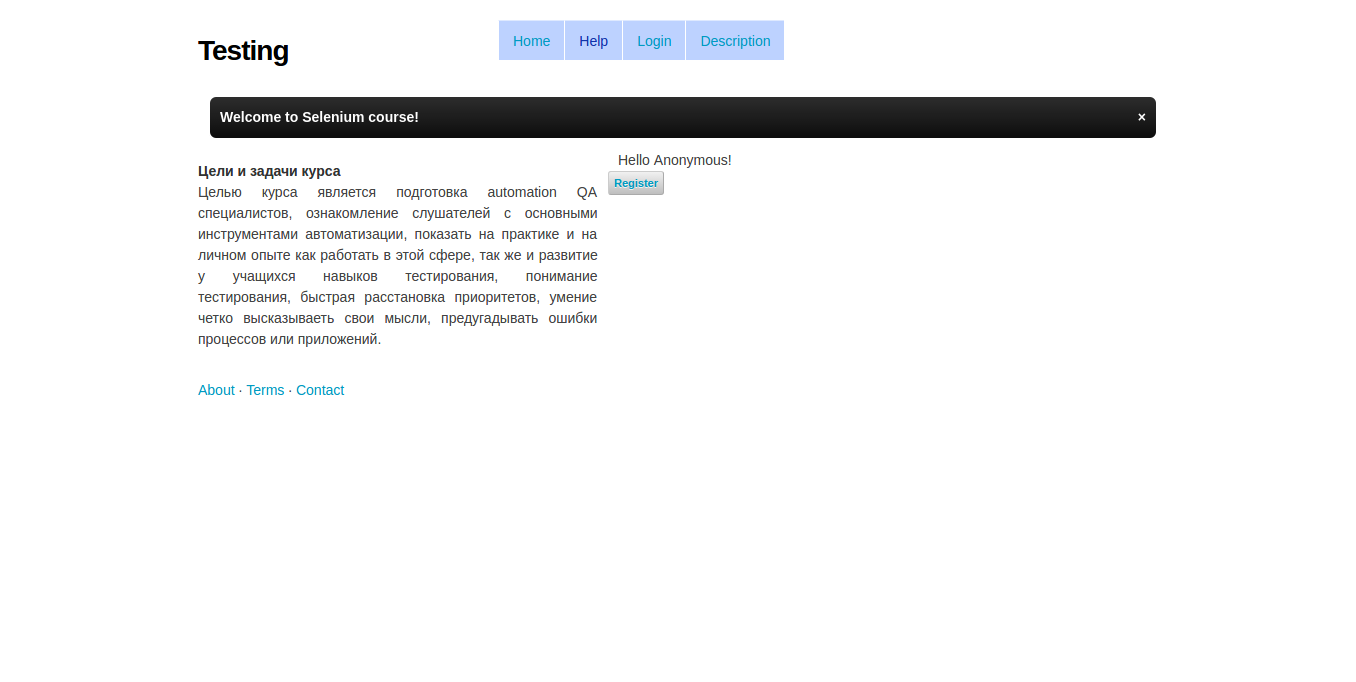 Testing
Home Help Login Description
Welcome to Selenium course! ×
Цели и задачи курса
Целью курса является подготовка automation QA
специалистов, ознакомление слушателей с основными
инструментами автоматизации, показать на практике и на
личном опыте как работать в этой сфере, так же и развитие
у учащихся навыков тестирования, понимание
тестирования, быстрая расстановка приоритетов, умение
четко высказываеть свои мысли, предугадывать ошибки
процессов или приложений.
Hello Anonymous!
Register
About · Terms · Contact